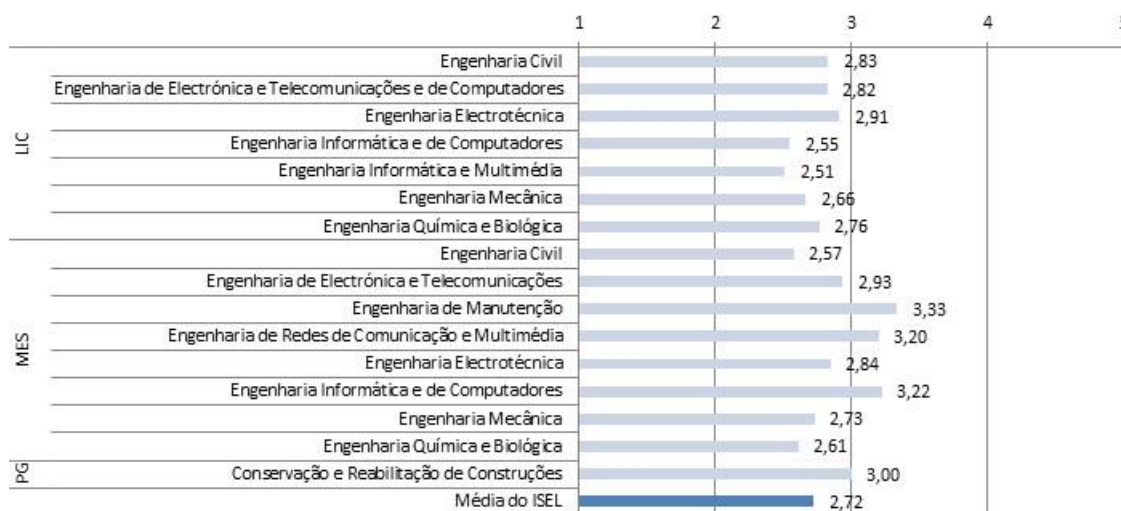 1 2 3 4 5
LIC
Engenharia Civil 2,83
Engenharia de Electrónica e Telecomunicações e de Computadores 2,82
Engenharia Electrotécnica 2,91
Engenharia Informática e de Computadores 2,55
Engenharia Informática e Multimédia 2,51
Engenharia Mecânica 2,66
Engenharia Química e Biológica 2,76
MES
Engenharia Civil 2,57
Engenharia de Electrónica e Telecomunicações 2,93
Engenharia de Manutenção 3,33
Engenharia de Redes de Comunicação e Multimédia 3,20
Engenharia Electrotécnica 2,84
Engenharia Informática e de Computadores 3,22
Engenharia Mecânica 2,73
Engenharia Química e Biológica 2,61
PG
Conservação e Reabilitação de Construções 3,00
Média do ISEL 2,72